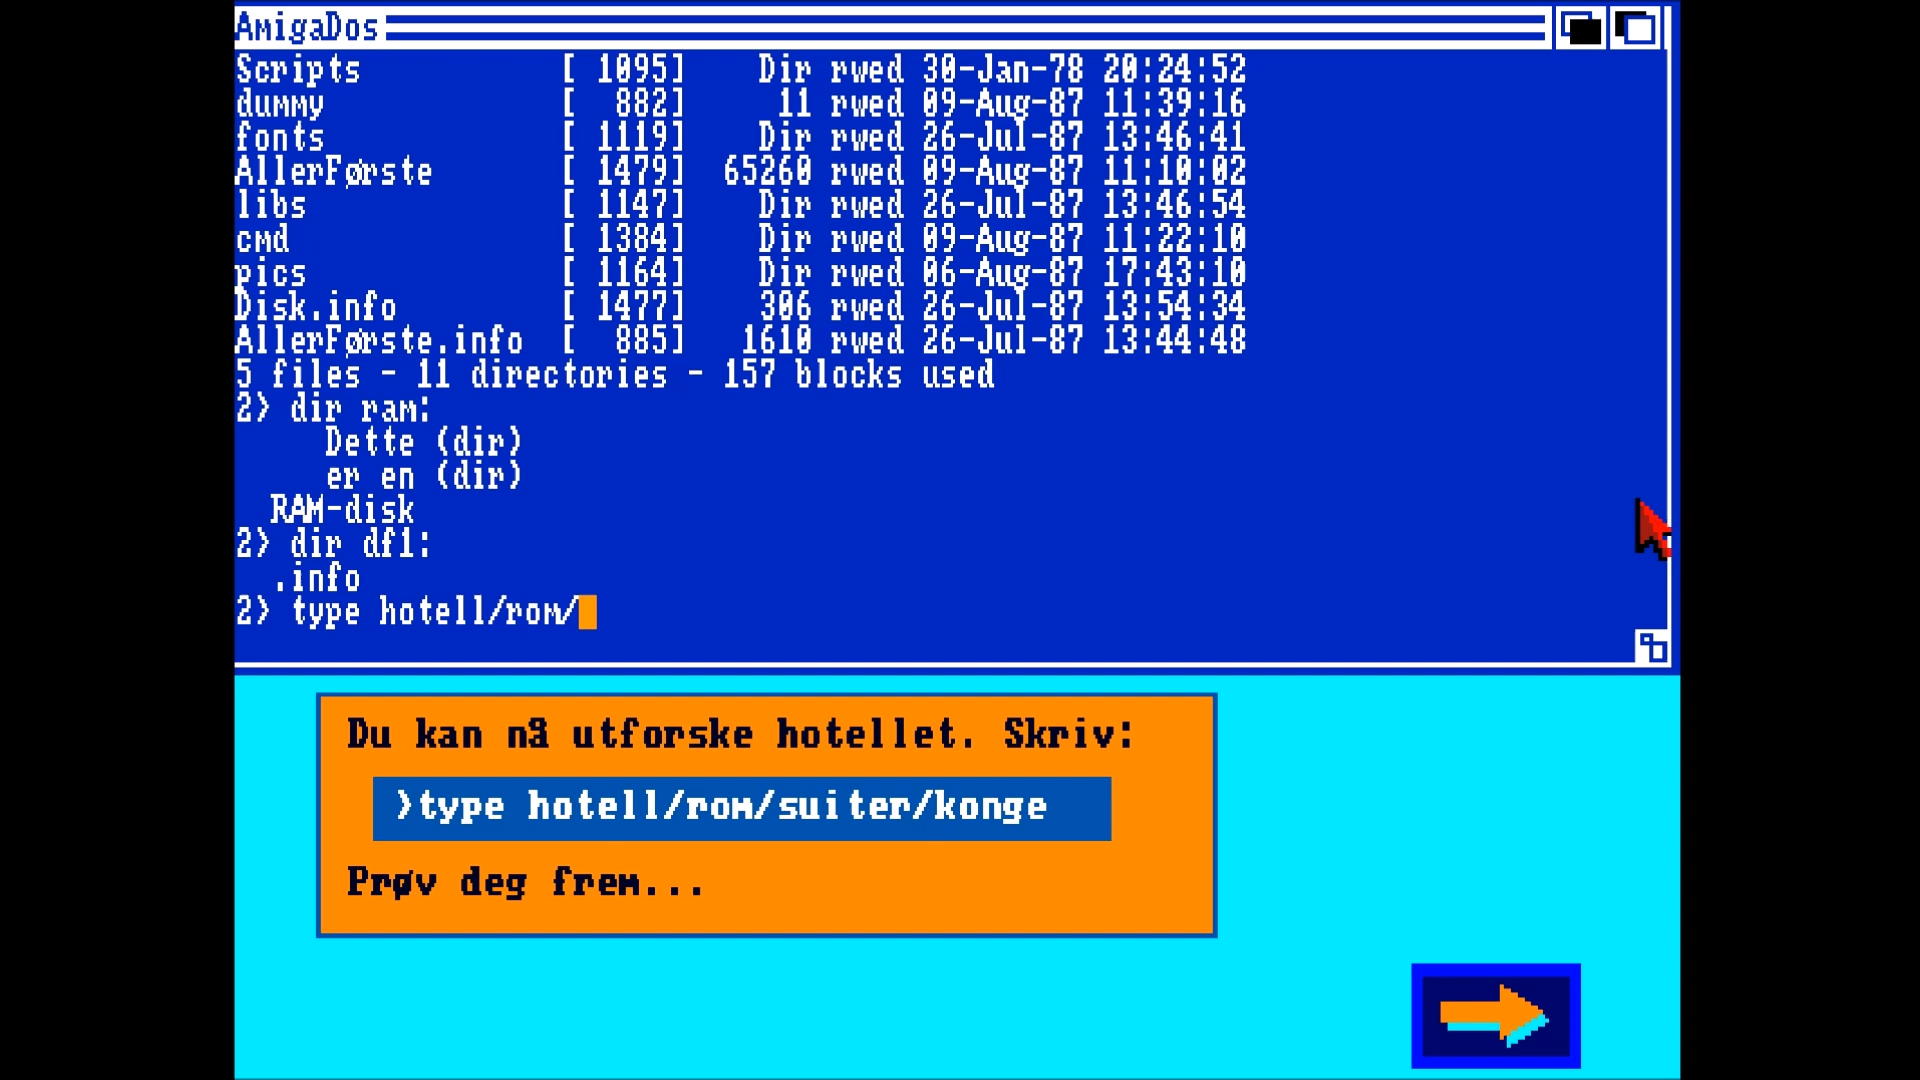 AmigaDos
Scripts [ 1095] Dir rwed 30-Jan-78 20:24:52
dummy [ 882] 11 rwed 09-Aug-87 11:39:16
fonts [ 1119] Dir rwed 26-Jul-87 13:46:41
AllerFørste [ 1479] 65260 rwed 09-Aug-87 11:10:02
libs [ 1147] Dir rwed 26-Jul-87 13:46:54
cmd [ 1384] Dir rwed 09-Aug-87 11:22:10
pics [ 1164] Dir rwed 06-Aug-87 17:43:10
Disk.info [ 1477] 306 rwed 26-Jul-87 13:54:34
AllerFørste.info [ 885] 1610 rwed 26-Jul-87 13:44:48
5 files - 11 directories - 157 blocks used
2> dir ram:
Dette (dir)
er en (dir)
RAM-disk
2> dir df1:
.info
2> type hotell/rom/
Du kan nå utforske hotellet. Skriv:
>type hotell/rom/suiter/konge
Prøv deg frem...